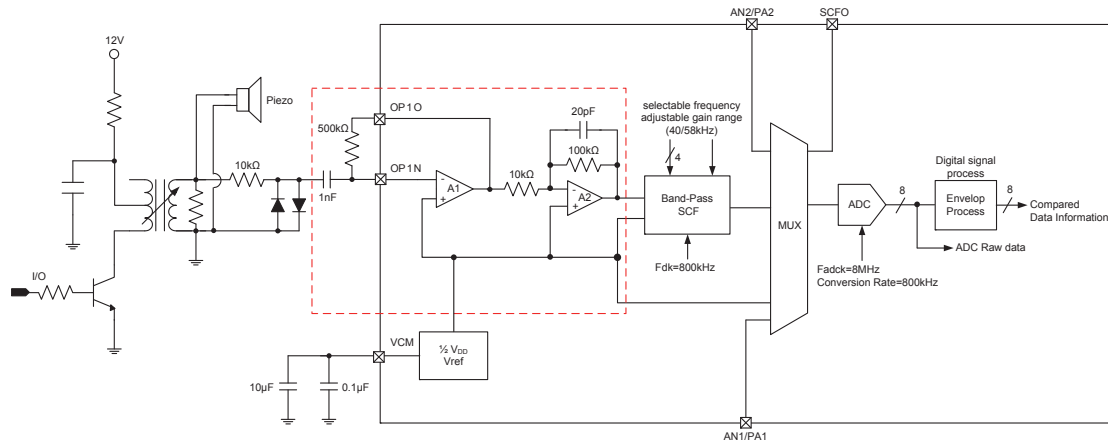 AN2/PA2
SCFO
12V
Piezo
OP1O
selectable frequency
adjustable gain range
(40/58kHz)
20pF
500kΩ
4
100kΩ
10kΩ
OP1N
10kΩ
1nF
-
+
A1
-
+
A2
Band-Pass
SCF
MUX
ADC
8
Digital signal
process
Envelop
Process
8
Compared
Data Information
ADC Raw data
Fadck=8MHz
Conversion Rate=800kHz
Fdk=800kHz
I/O
VCM
½ VDD
Vref
10µF
0.1µF
AN1/PA1